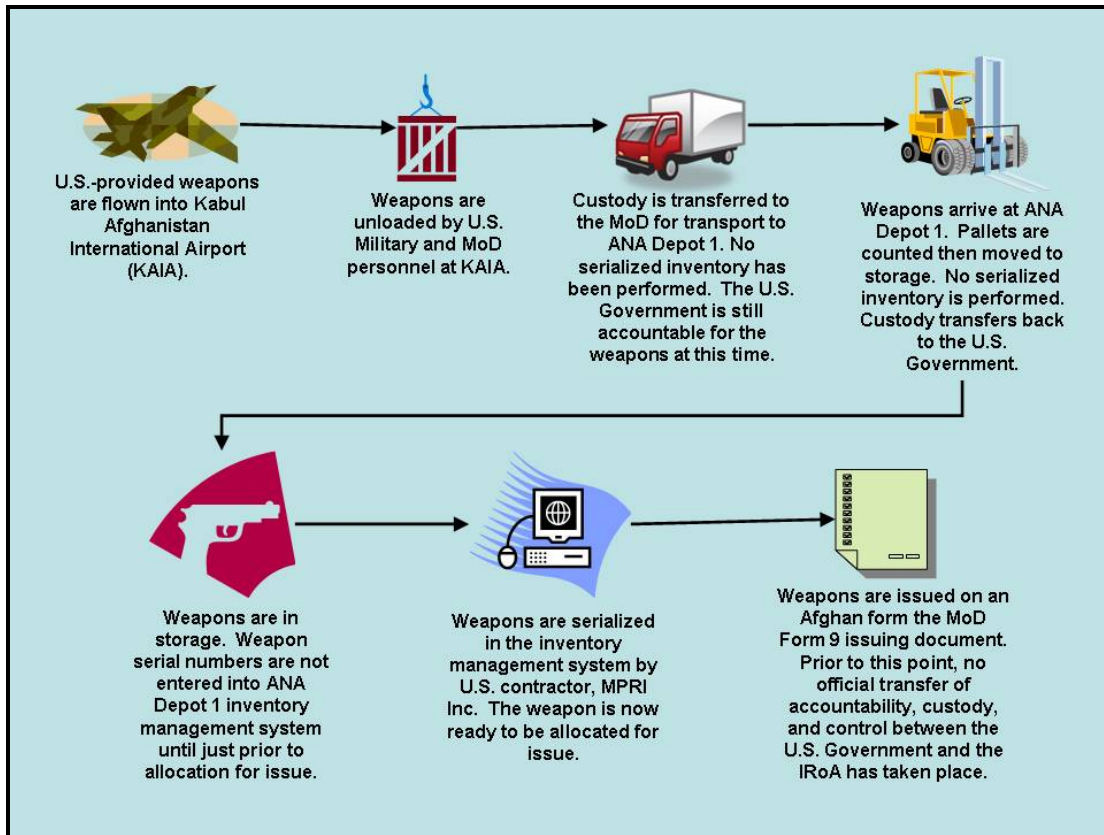 U.S.-provided weapons
are flown into Kabul
Afghanistan
International Airport
(KAIA).
Weapons are
unloaded by U.S.
Military and MoD
personnel at KAIA.
Custody is transferred
to the MoD for transport to
ANA Depot 1. No
serialized inventory has
been performed. The U.S.
Government is still
accountable for the
weapons at this time.
Weapons arrive at ANA
Depot 1. Pallets are
counted then moved to
storage. No serialized
inventory is performed.
Custody transfers back
to the U.S.
Government.
Weapons are in
storage. Weapon
serial numbers are not
entered into ANA
Depot 1 inventory
management system
until just prior to
allocation for issue.
Weapons are serialized
in the inventory
management system by
U.S. contractor, MPRI
Inc. The weapon is now
ready to be allocated for
issue.
Weapons are issued on an
Afghan form the MoD
Form 9 issuing document.
Prior to this point, no
official transfer of
accountability, custody,
and control between the
U.S. Government and the
IRoA has taken place.